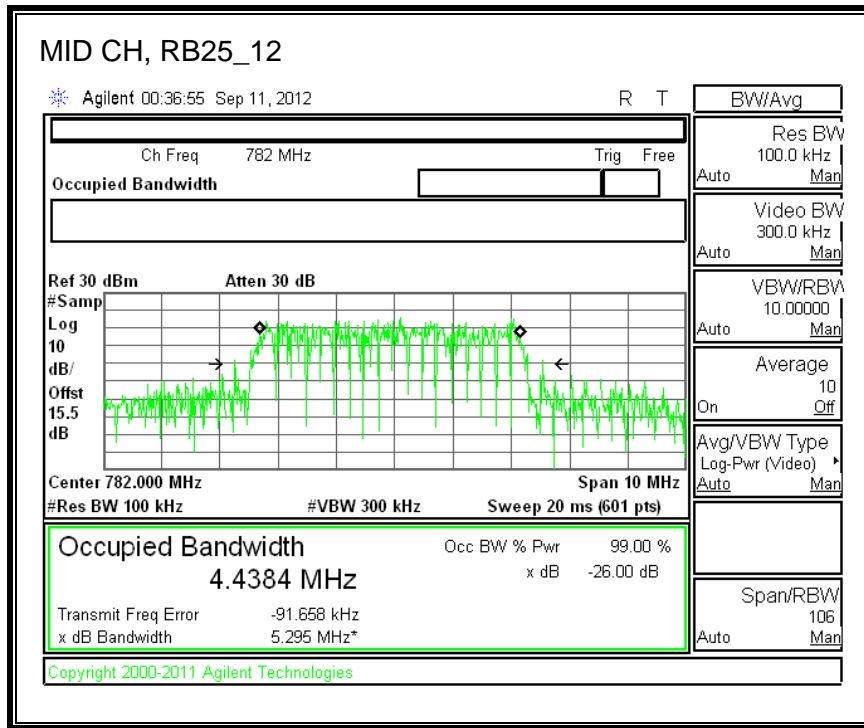 MID CH, RB25_12
Agilent 00:36:55 Sep 11, 2012 R T
Ch Freq 782 MHz Trig Free
Occupied Bandwidth
Ref 30 dBm Atten 30 dB
#Samp
Log
10
dB/
Offst
15.5
dB
Center 782.000 MHz Span 10 MHz
#Res BW 100 kHz #VBW 300 kHz Sweep 20 ms (601 pts)
Occupied Bandwidth
4.4384 MHz
Occ BW % Pwr 99.00 %
x dB -26.00 dB
Transmit Freq Error -91.658 kHz
x dB Bandwidth 5.295 MHz*
Copyright 2000-2011 Agilent Technologies
BW/Avg
Res BW
100.0 kHz
Auto Man
Video BW
300.0 kHz
Auto Man
VBW/RBW
10.00000
Auto Man
Average
10
On Off
Avg/VBW Type
Log-Pwr (Video)
Auto Man
Span/RBW
106
Auto Man